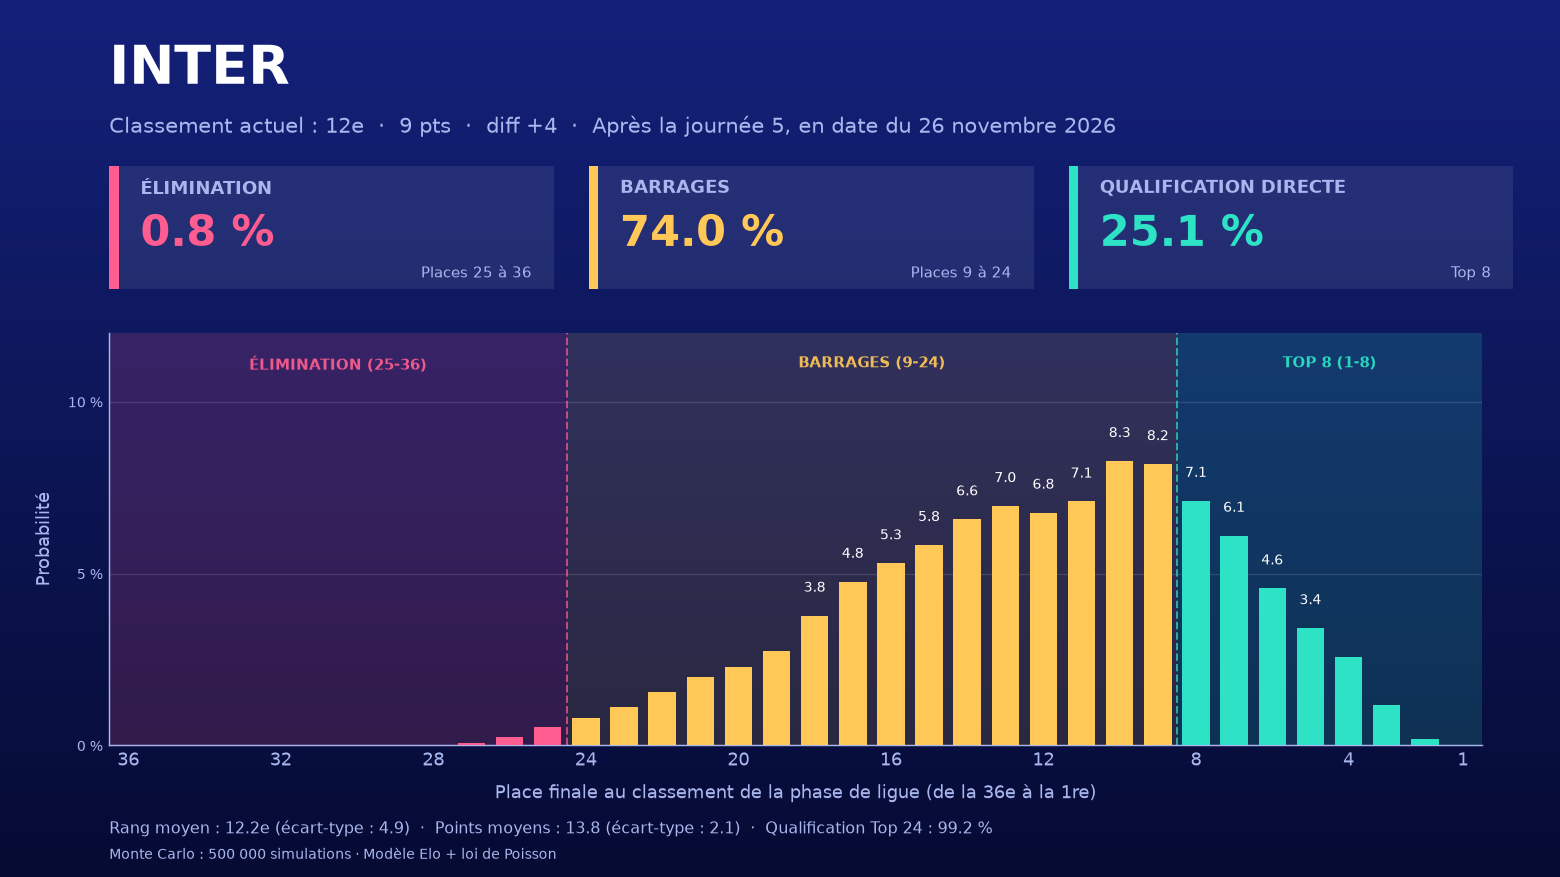 INTER
Classement actuel : 12e · 9 pts · diff +4 · Après la journée 5, en date du 26 novembre 2026
ÉLIMINATION
0.8 %
Places 25 à 36
BARRAGES
74.0 %
Places 9 à 24
QUALIFICATION DIRECTE
25.1 %
Top 8
ÉLIMINATION (25-36)
BARRAGES (9-24)
TOP 8 (1-8)
Probabilité
10 %
5 %
0 %
3.8
4.8
5.3
5.8
6.6
7.0
6.8
7.1
8.3
8.2
7.1
6.1
4.6
3.4
36 32 28 24 20 16 12 8 4 1
Place finale au classement de la phase de ligue (de la 36e à la 1re)
Rang moyen : 12.2e (écart-type : 4.9) · Points moyens : 13.8 (écart-type : 2.1) · Qualification Top 24 : 99.2 %
Monte Carlo : 500 000 simulations · Modèle Elo + loi de Poisson